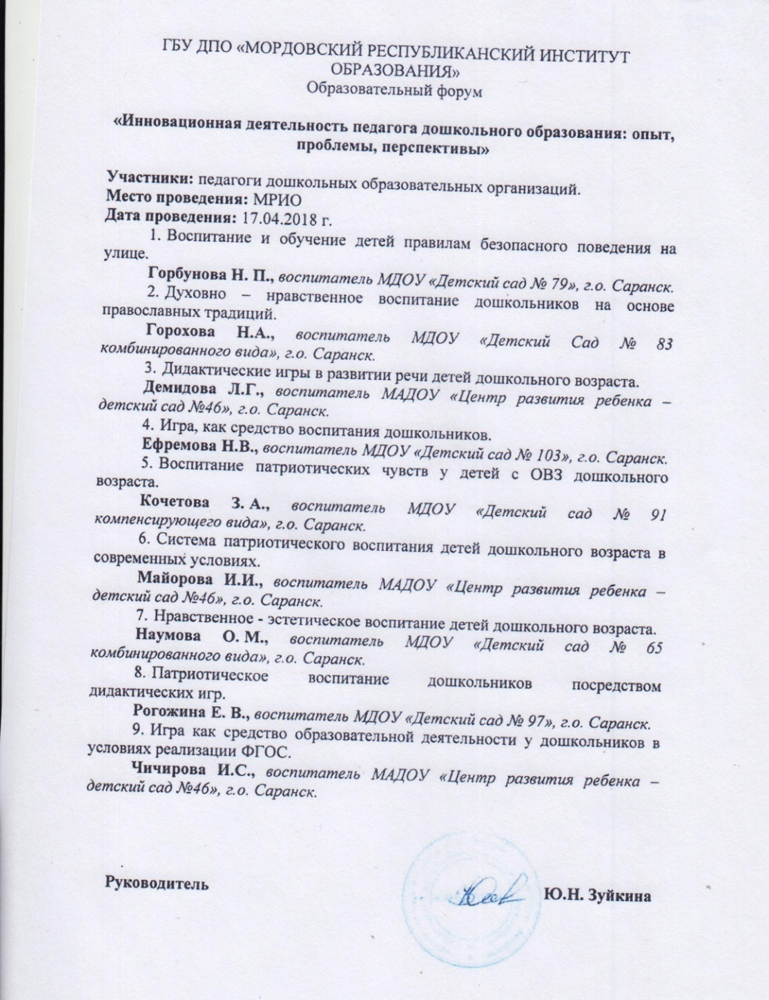 ГБУ ДПО «МОРДОВСКИЙ РЕСПУБЛИКАНСКИЙ ИНСТИТУТ
ОБРАЗОВАНИЯ»
Образовательный форум
«Инновационная деятельность педагога дошкольного образования: опыт,
проблемы, перспективы»
Участники: педагоги дошкольных образовательных организаций.
Место проведения: МРИО
Дата проведения: 17.04.2018 г.
1. Воспитание и обучение детей правилам безопасного поведения на
улице.
Горбунова Н. П., воспитатель МДОУ «Детский сад № 79», г.о. Саранск.
2. Духовно – нравственное воспитание дошкольников на основе
православных традиций.
Горохова Н.А., воспитатель МДОУ «Детский Сад № 83
комбинированного вида», г.о. Саранск.
3. Дидактические игры в развитии речи детей дошкольного возраста.
Демидова Л.Г., воспитатель МАДОУ «Центр развития ребенка –
детский сад №46», г.о. Саранск.
4. Игра, как средство воспитания дошкольников.
Ефремова Н.В., воспитатель МДОУ «Детский сад № 103», г.о. Саранск.
5. Воспитание патриотических чувств у детей с ОВЗ дошкольного
возраста.
Кочетова З. А., воспитатель МДОУ «Детский сад № 91
компенсирующего вида», г.о. Саранск.
6. Система патриотического воспитания детей дошкольного возраста в
современных условиях.
Майорова И.И., воспитатель МАДОУ «Центр развития ребенка –
детский сад №46», г.о. Саранск.
7. Нравственное - эстетическое воспитание детей дошкольного возраста.
Наумова О. М., воспитатель МДОУ «Детский сад № 65
комбинированного вида», г.о. Саранск.
8. Патриотическое воспитание дошкольников посредством
дидактических игр.
Рогожина Е. В., воспитатель МДОУ «Детский сад № 97», г.о. Саранск.
9. Игра как средство образовательной деятельности у дошкольников в
условиях реализации ФГОС.
Чичирова И.С., воспитатель МАДОУ «Центр развития ребенка –
детский сад №46», г.о. Саранск.
Руководитель Ю.Н. Зуйкина